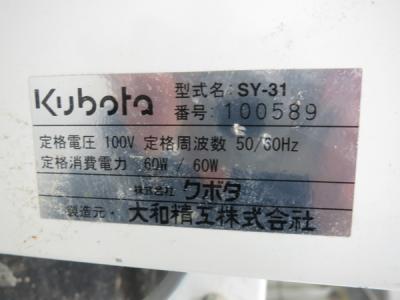 Kubota
型式名: SY-31
番号: 100589
定格電圧 100V 定格周波数 50/60Hz
定格消費電力 60W / 60W
株式会社 クボタ
製造元・大和精工株式会社